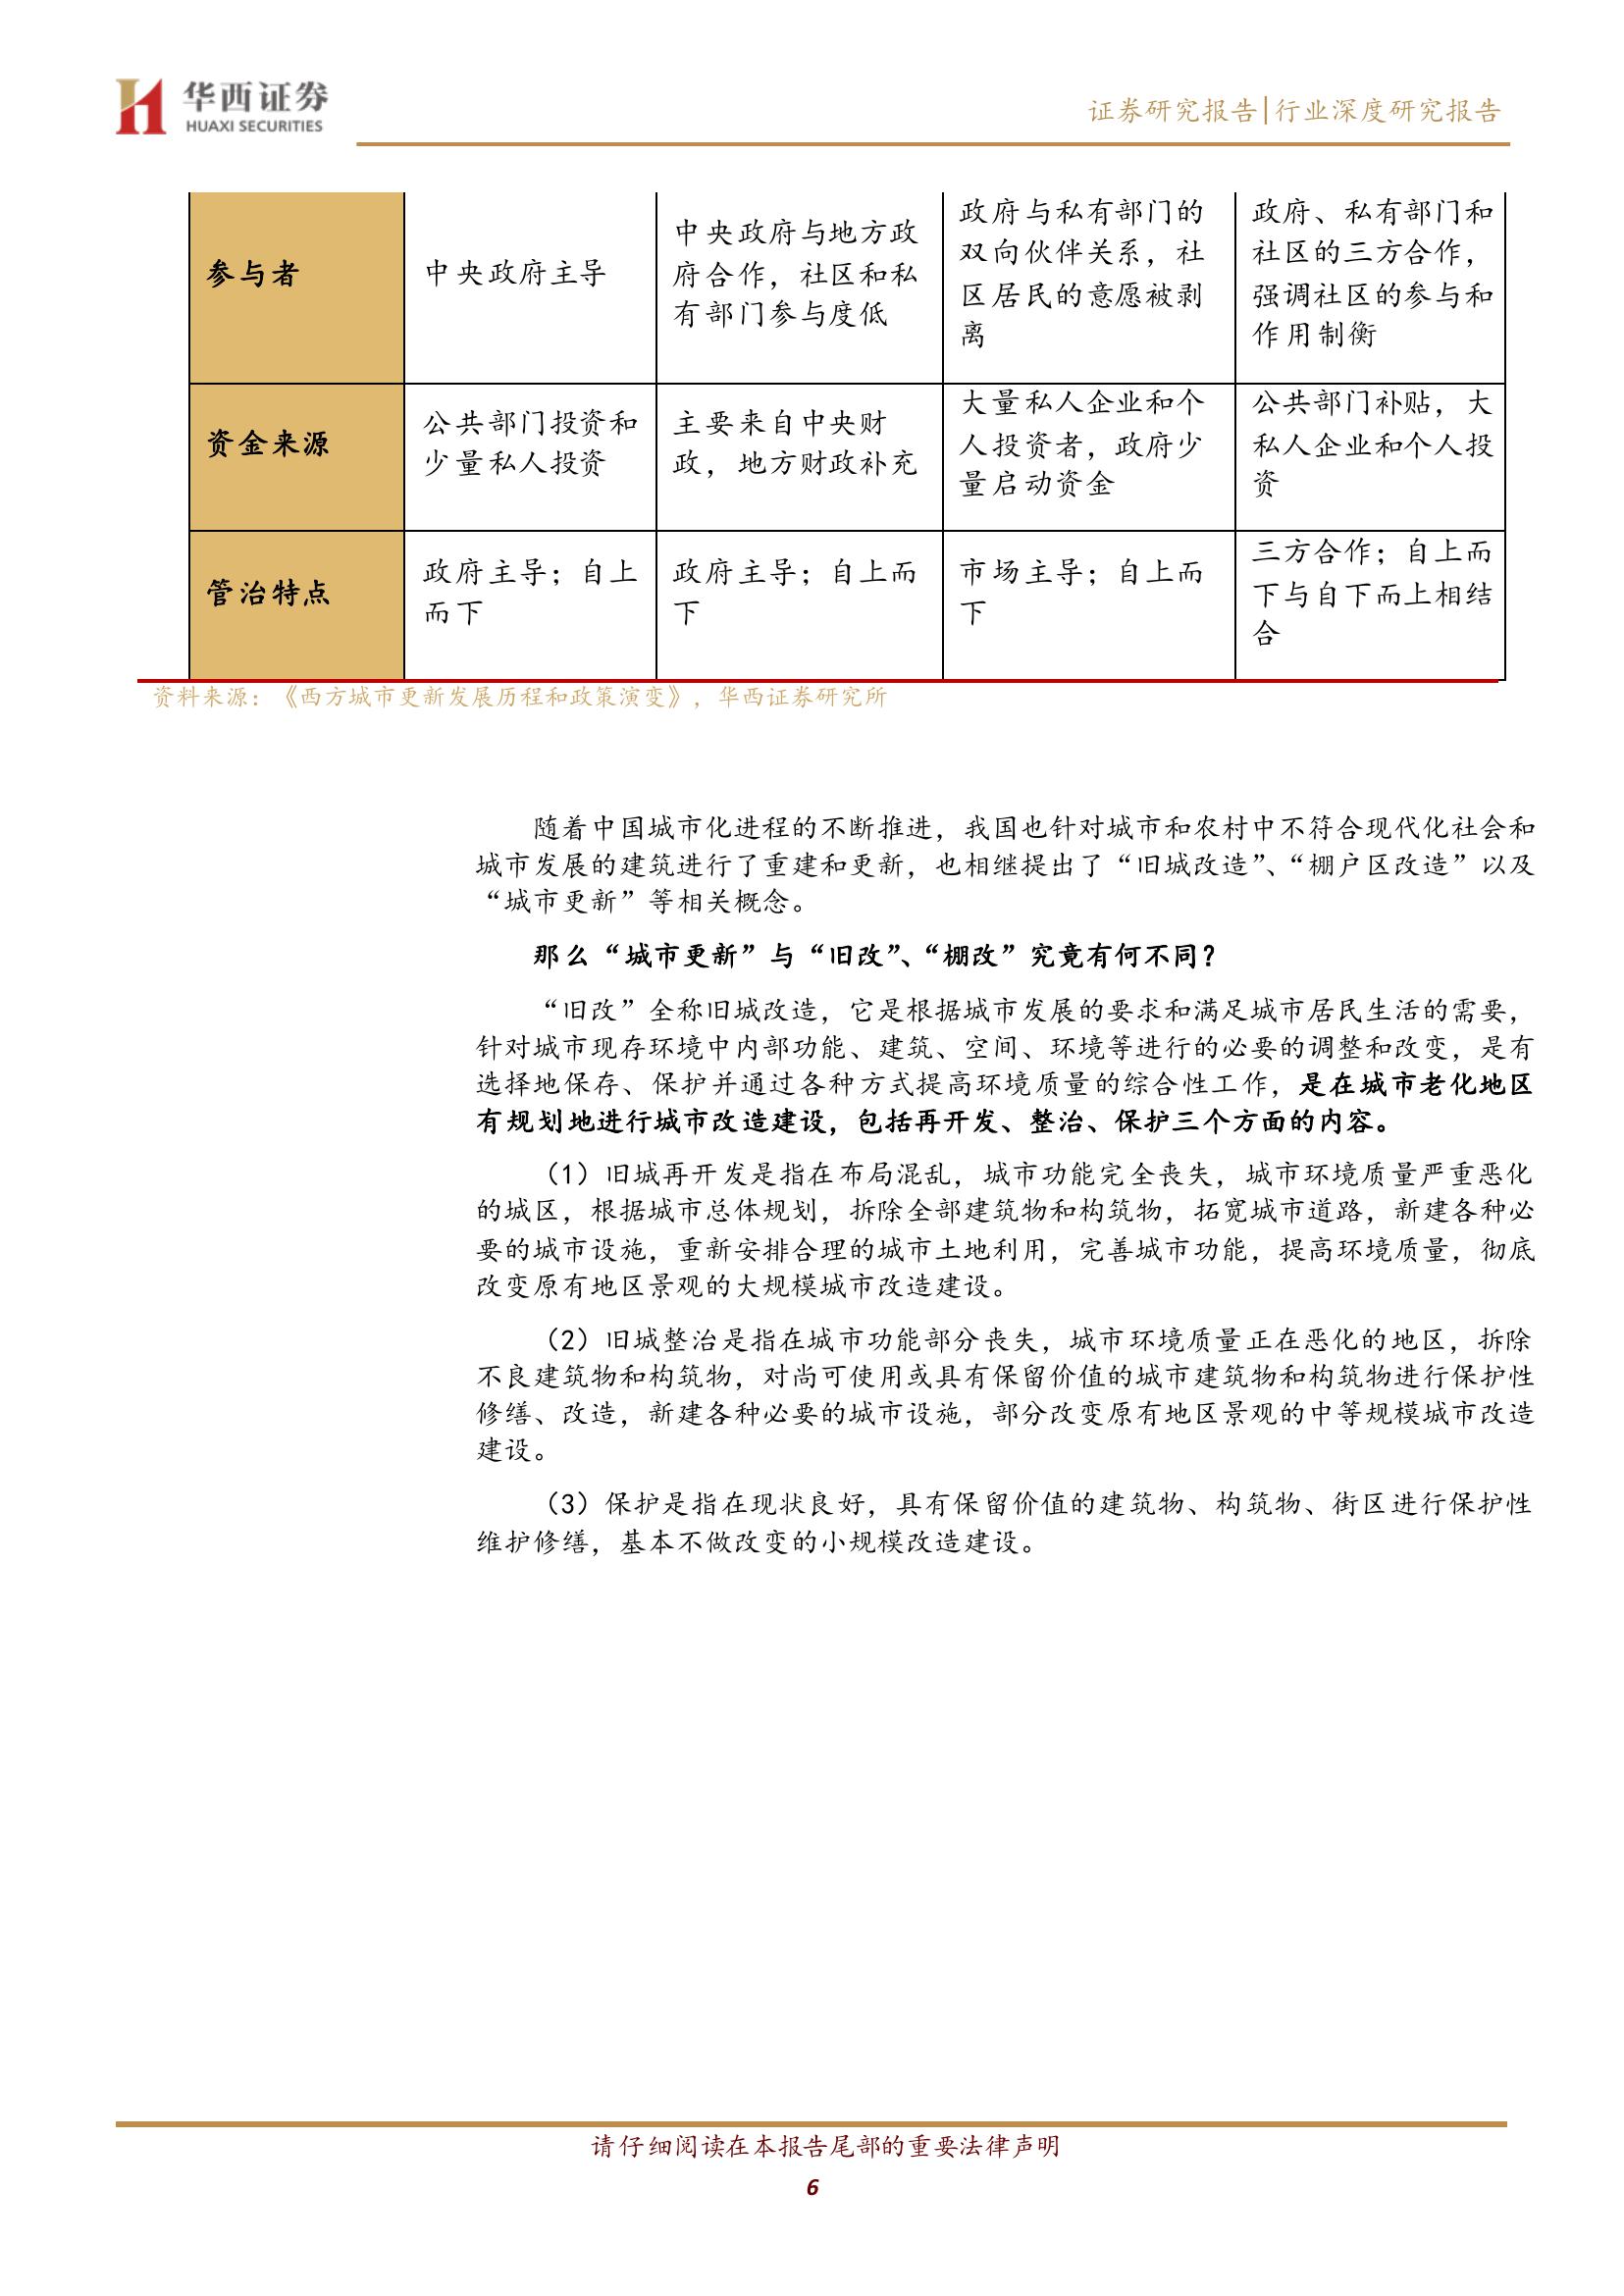 华西证券
HUAXI SECURITIES
证券研究报告|行业深度研究报告
参与者
中央政府主导
中央政府与地方政
府合作，社区和私
有部门参与度低
政府与私有部门的
双向伙伴关系，社
区居民的意愿被剥
离
政府、私有部门和
社区的三方合作，
强调社区的参与和
作用制衡
资金来源
公共部门投资和
少量私人投资
主要来自中央财
政，地方财政补充
大量私人企业和个
人投资者，政府少
量启动资金
公共部门补贴，大
私人企业和个人投
资
管治特点
政府主导；自上
而下
政府主导；自上而
下
市场主导；自上而
下
三方合作；自上而
下与自下而上相结
合
资料来源：《西方城市更新发展历程和政策演变》，华西证券研究所
随着中国城市化进程的不断推进，我国也针对城市和农村中不符合现代化社会和
城市发展的建筑进行了重建和更新，也相继提出了“旧城改造”、“棚户区改造”以及
“城市更新”等相关概念。
那么“城市更新”与“旧改”、“棚改”究竟有何不同？
“旧改”全称旧城改造，它是根据城市发展的要求和满足城市居民生活的需要，
针对城市现存环境中内部功能、建筑、空间、环境等进行的必要的调整和改变，是有
选择地保存、保护并通过各种方式提高环境质量的综合性工作，是在城市老化地区
有规划地进行城市改造建设，包括再开发、整治、保护三个方面的内容。
（1）旧城再开发是指在布局混乱，城市功能完全丧失，城市环境质量严重恶化
的城区，根据城市总体规划，拆除全部建筑物和构筑物，拓宽城市道路，新建各种必
要的城市设施，重新安排合理的城市土地利用，完善城市功能，提高环境质量，彻底
改变原有地区景观的大规模城市改造建设。
（2）旧城整治是指在城市功能部分丧失，城市环境质量正在恶化的地区，拆除
不良建筑物和构筑物，对尚可使用或具有保留价值的城市建筑物和构筑物进行保护性
修缮、改造，新建各种必要的城市设施，部分改变原有地区景观的中等规模城市改造
建设。
（3）保护是指在现状良好，具有保留价值的建筑物、构筑物、街区进行保护性
维护修缮，基本不做改变的小规模改造建设。
请仔细阅读在本报告尾部的重要法律声明
6